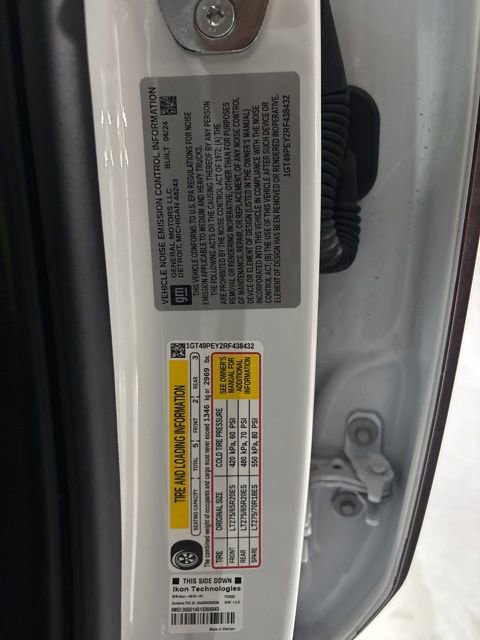 VEHICLE NOISE EMISSION CONTROL INFORMATION
GENERAL MOTORS LLC BUILT 06/24
DETROIT, MICHIGAN 48243
gm
THIS VEHICLE CONFORMS TO U.S. EPA REGULATIONS FOR NOISE
EMISSION APPLICABLE TO MEDIUM AND HEAVY TRUCKS.
THE FOLLOWING ACTS OR THE CAUSING THEREOF BY ANY PERSON
ARE PROHIBITED BY THE NOISE CONTROL ACT OF 1972: (A) THE
REMOVAL OR RENDERING INOPERATIVE, OTHER THAN FOR PURPOSES
OF MAINTENANCE, REPAIR, OR REPLACEMENT, OF ANY NOISE CONTROL
DEVICE OR ELEMENT OF DESIGN (LISTED IN THE OWNER'S MANUAL)
INCORPORATED INTO THIS VEHICLE IN COMPLIANCE WITH THE NOISE
CONTROL ACT; (B) THE USE OF THIS VEHICLE AFTER SUCH DEVICE OR
ELEMENT OF DESIGN HAS BEEN REMOVED OR RENDERED INOPERATIVE.
1GT49PEY2RF438432
1GT49PEY2RF438432
TIRE AND LOADING INFORMATION
SEATING CAPACITY TOTAL 5 FRONT 2 REAR 3
The combined weight of occupants and cargo must never exceed 1346 kg or 2969 lbs.
TIRE ORIGINAL SIZE COLD TIRE PRESSURE
FRONT LT275/65R20ES 420 kPa, 60 PSI
REAR LT275/65R20ES 480 kPa, 70 PSI
SPARE LT275/70R18ES 550 kPa, 80 PSI
SEE OWNER'S
MANUAL FOR
ADDITIONAL
INFORMATION
THIS SIDE DOWN
Ikon Technologies
Made in Vietnam